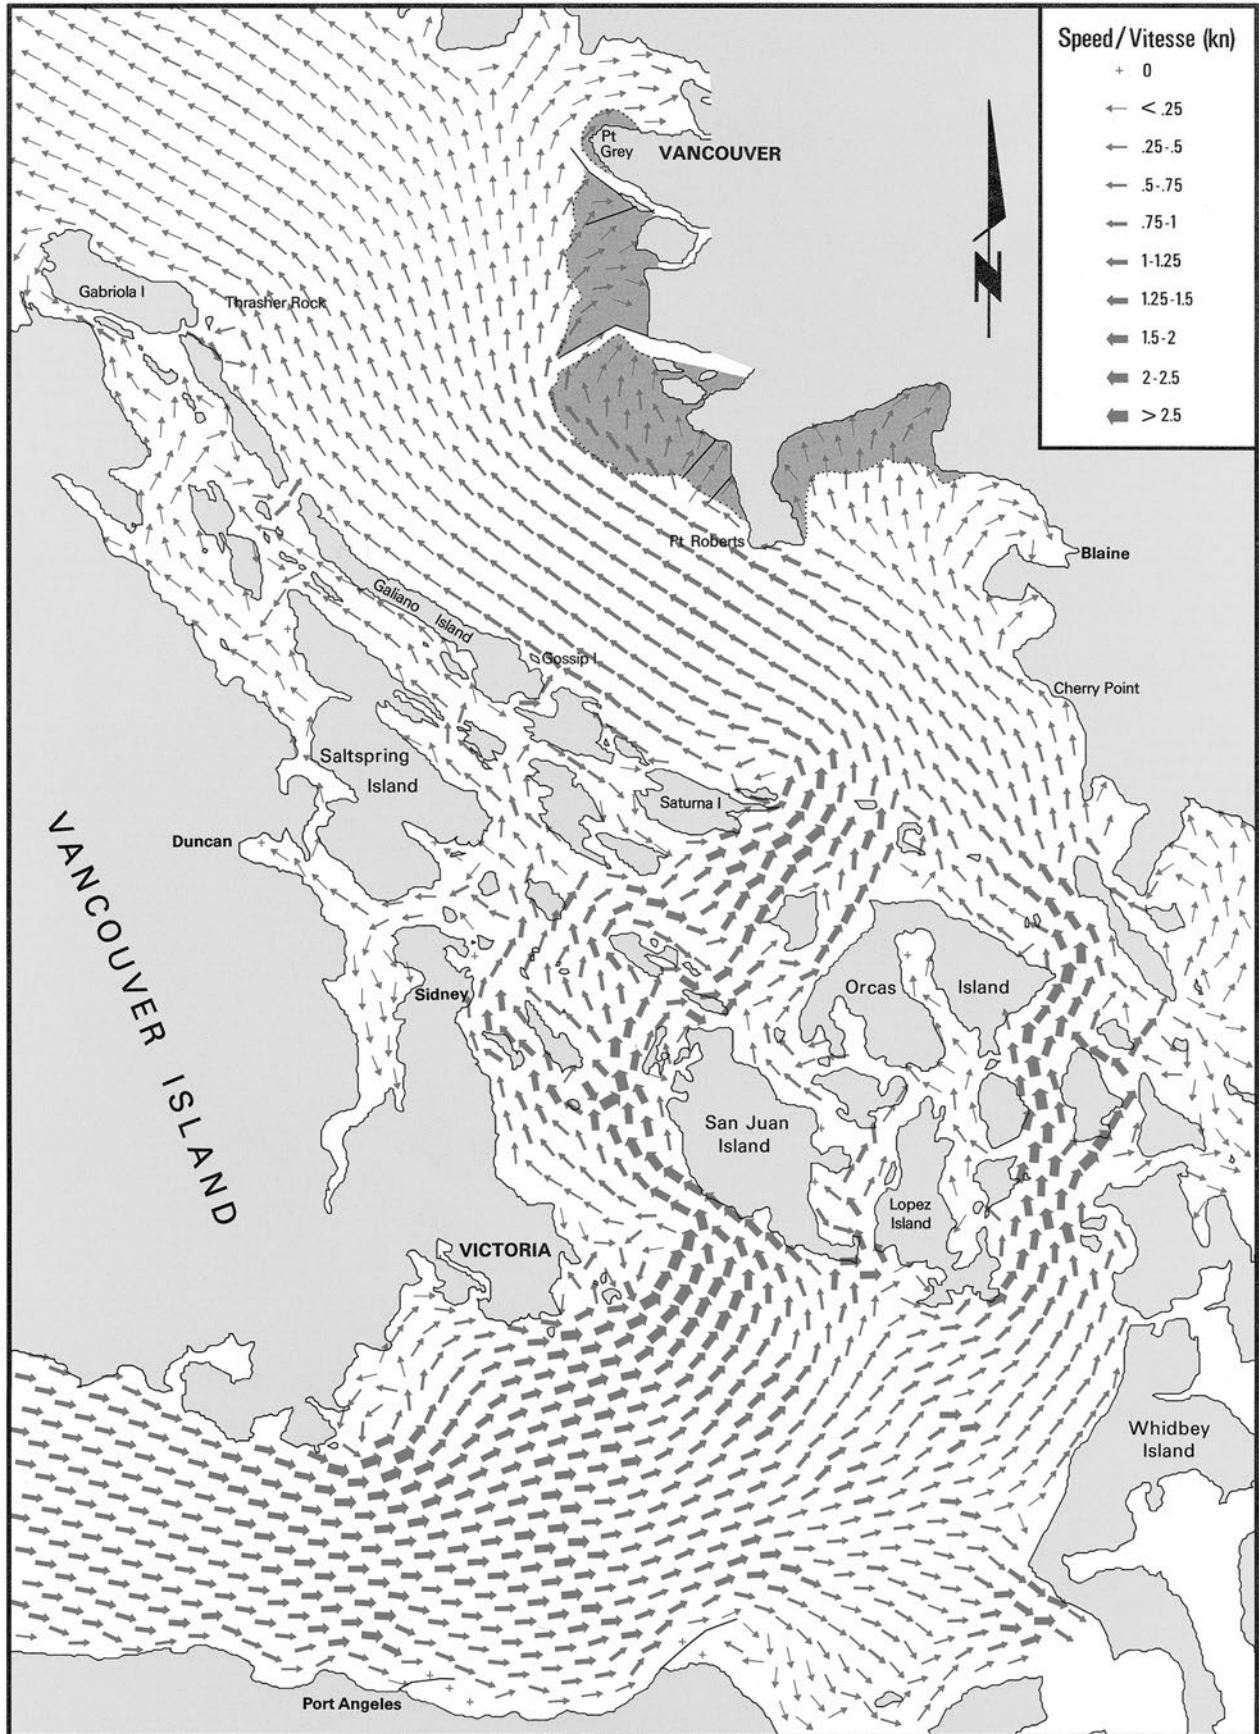 Speed/Vitesse (kn)
+ 0
< .25
.25-.5
.5-.75
.75-1
1-1.25
1.25-1.5
1.5-2
2-2.5
> 2.5
Pt
Grey
VANCOUVER
N
Gabriola I
Thrasher Rock
Pt Roberts
Blaine
Galiano
Island
Gossip I
Cherry Point
Saltspring
Island
Saturna I
Duncan
VANCOUVER ISLAND
Sidney
Orcas Island
San Juan
Island
Lopez
Island
VICTORIA
Whidbey
Island
Port Angeles